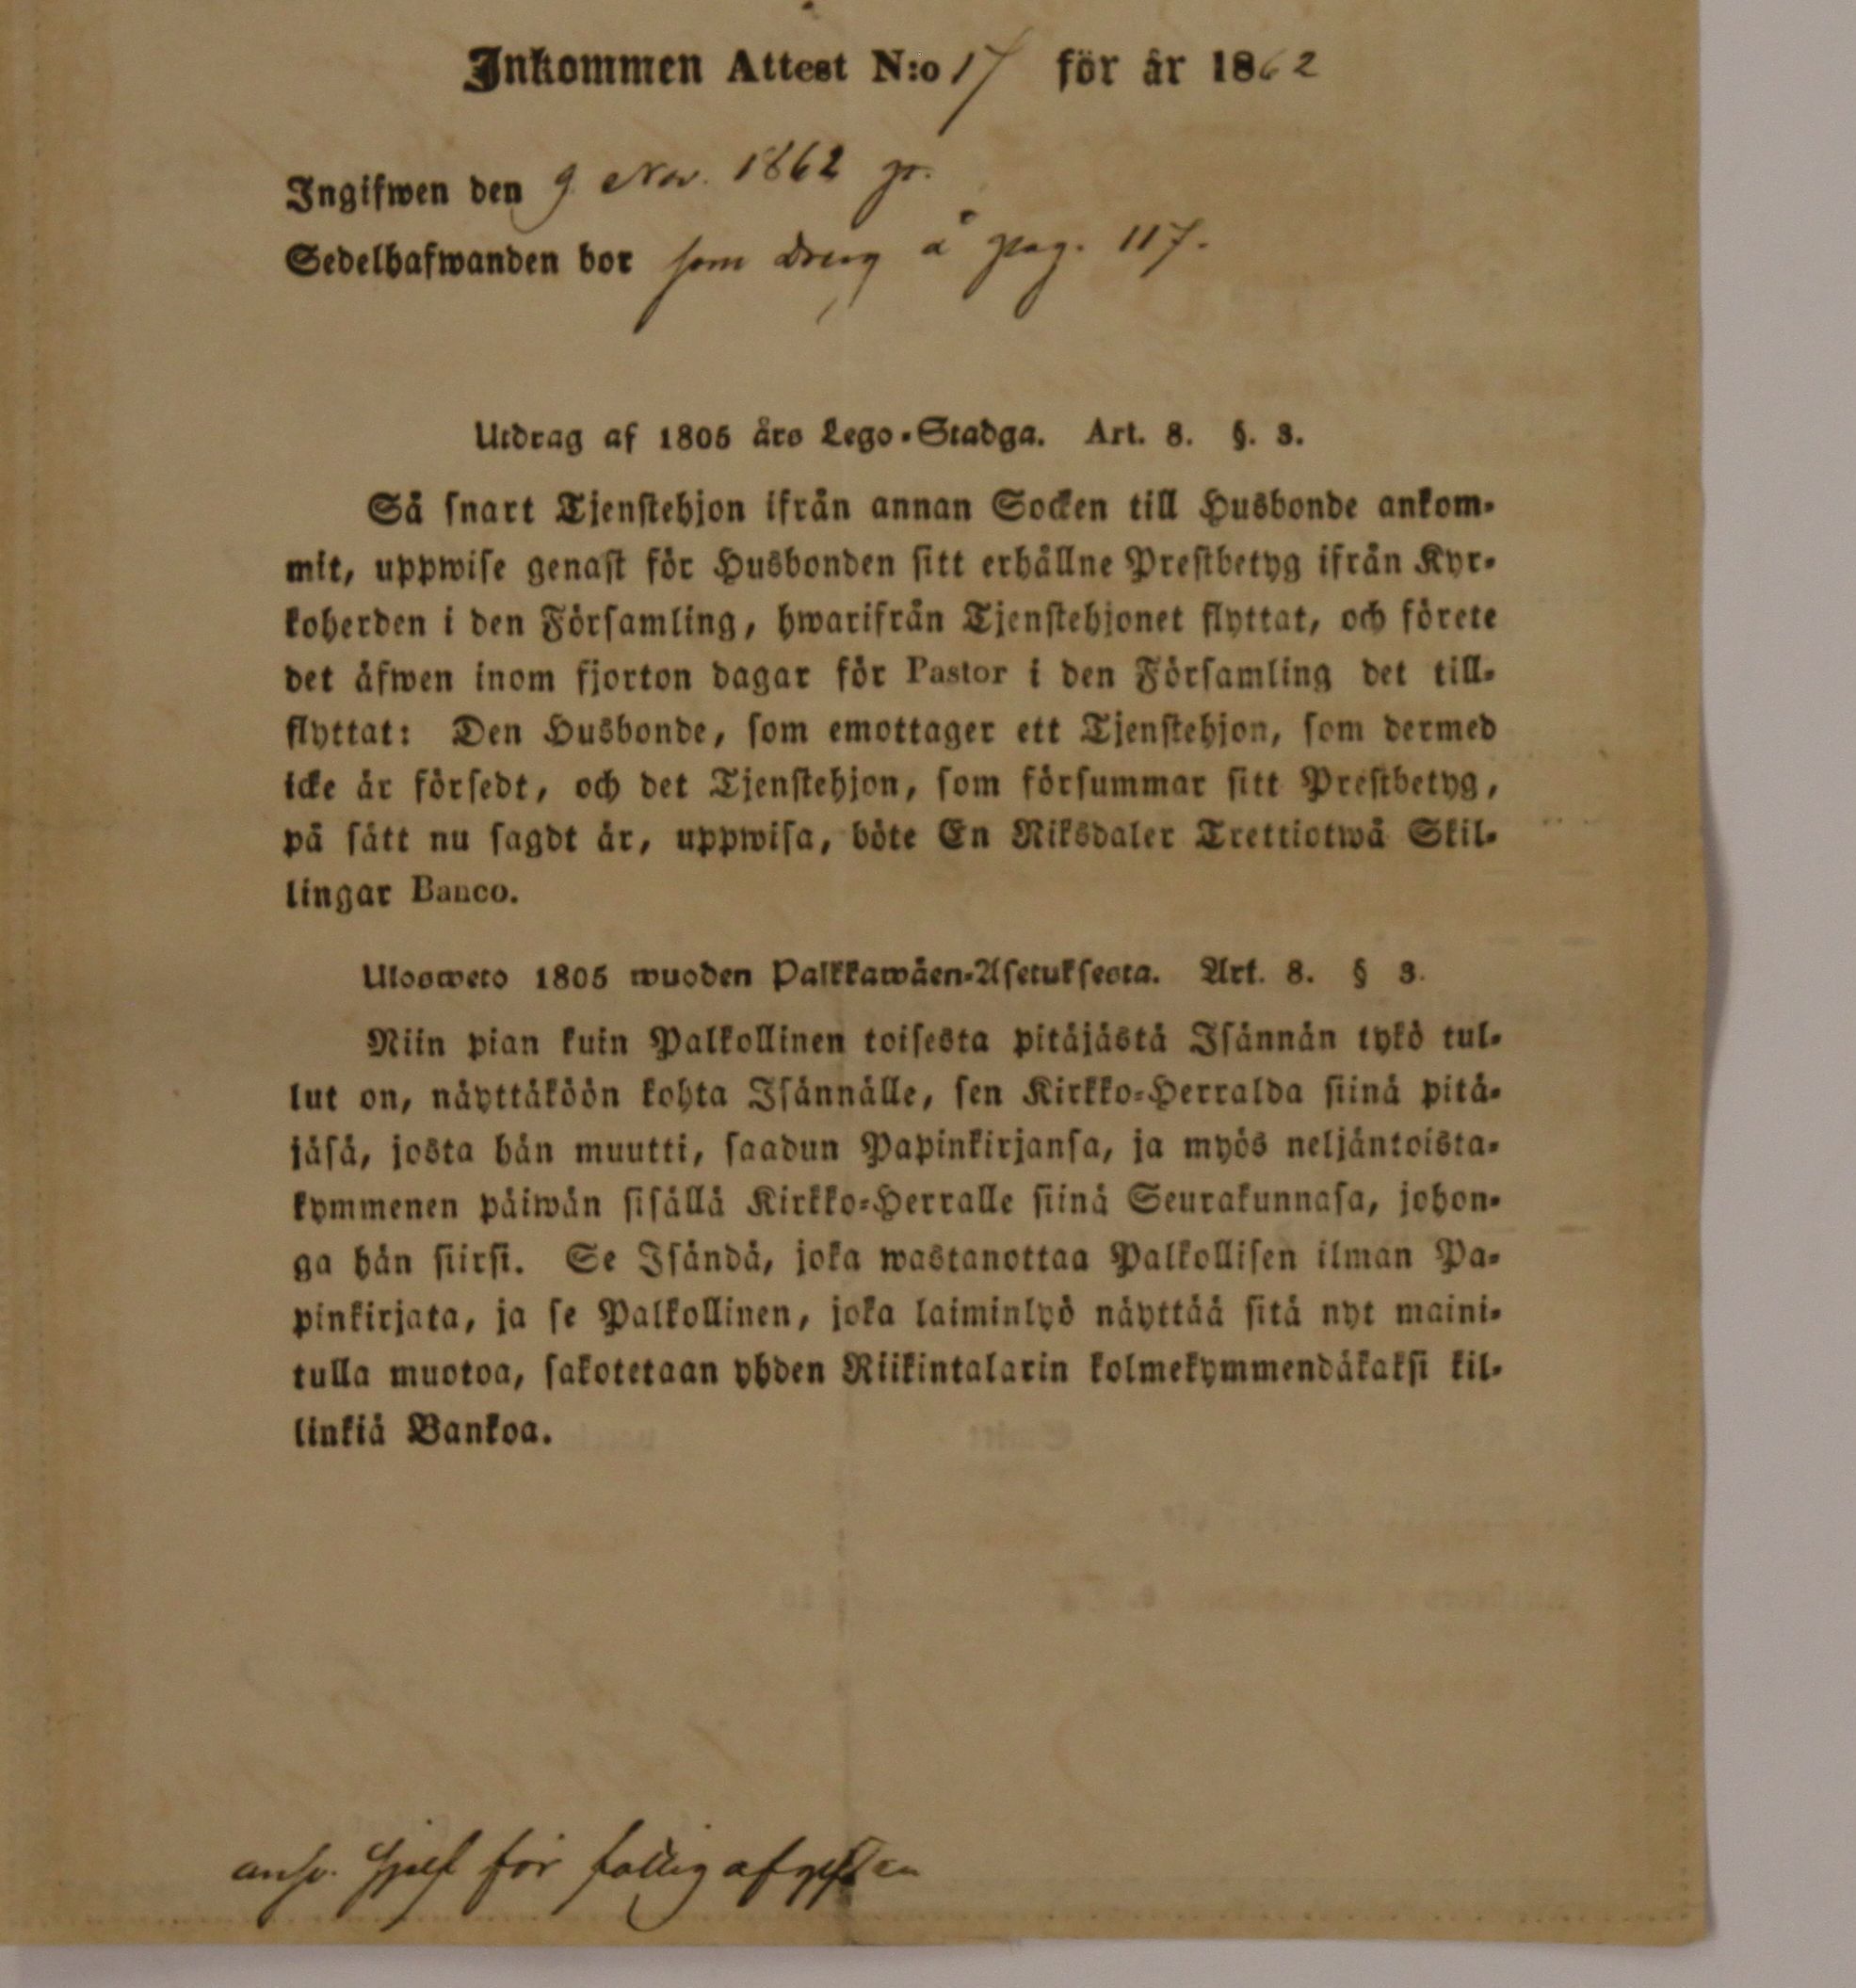 Inkommen Attest N:o 17 för år 1862
Ingifwen den 9 Nov. 1862 p.
Sedelhafwanden bor som dreng å pag. 117.
Utdrag af 1805 års Lego-Stadga. Art. 8. §. 3.
Så snart Tjenstehjon ifrån annan Socken till Husbonde ankom-
mit, uppwise genast för Husbonden sitt erhållne Prestbetyg ifrån Kyr-
koherden i den Församling, hwarifrån Tjenstehjonet flyttat, och förete
det äfwen inom fjorton dagar för Pastor i den Församling det till-
flyttat: Den Husbonde, som emottager ett Tjenstehjon, som dermed
icke är försedt, och det Tjenstehjon, som försummar sitt Prestbetyg,
på sätt nu sagdt är, uppwisa, böte En Riksdaler Trettiotwå Skil-
lingar Banco.
Ulosweto 1805 wuoden Palkkawäen-Asetuksesta. Art. 8. § 3.
Niin pian kuin Palkollinen toisesta pitäjästä Isännän tykö tul-
lut on, näyttäköön kohta Isännälle, sen Kirkko-Herralda siinä pitä-
jäsä, josta hän muutti, saadun Papinkirjansa, ja myös neljäntoista-
kymmenen päiwän sisällä Kirkko-Herralle siinä Seurakunnasa, johon-
ga hän siirsi. Se Isändä, joka wastanottaa Palkollisen ilman Pa-
pinkirjata, ja se Palkollinen, joka laiminlyö näyttää sitä nyt maini-
tulla muotoa, sakotetaan yhden Riikintalarin kolmekymmendäkaksi kil-
linkiä Bankoa.
ansv. sjelf för fattigafgiften